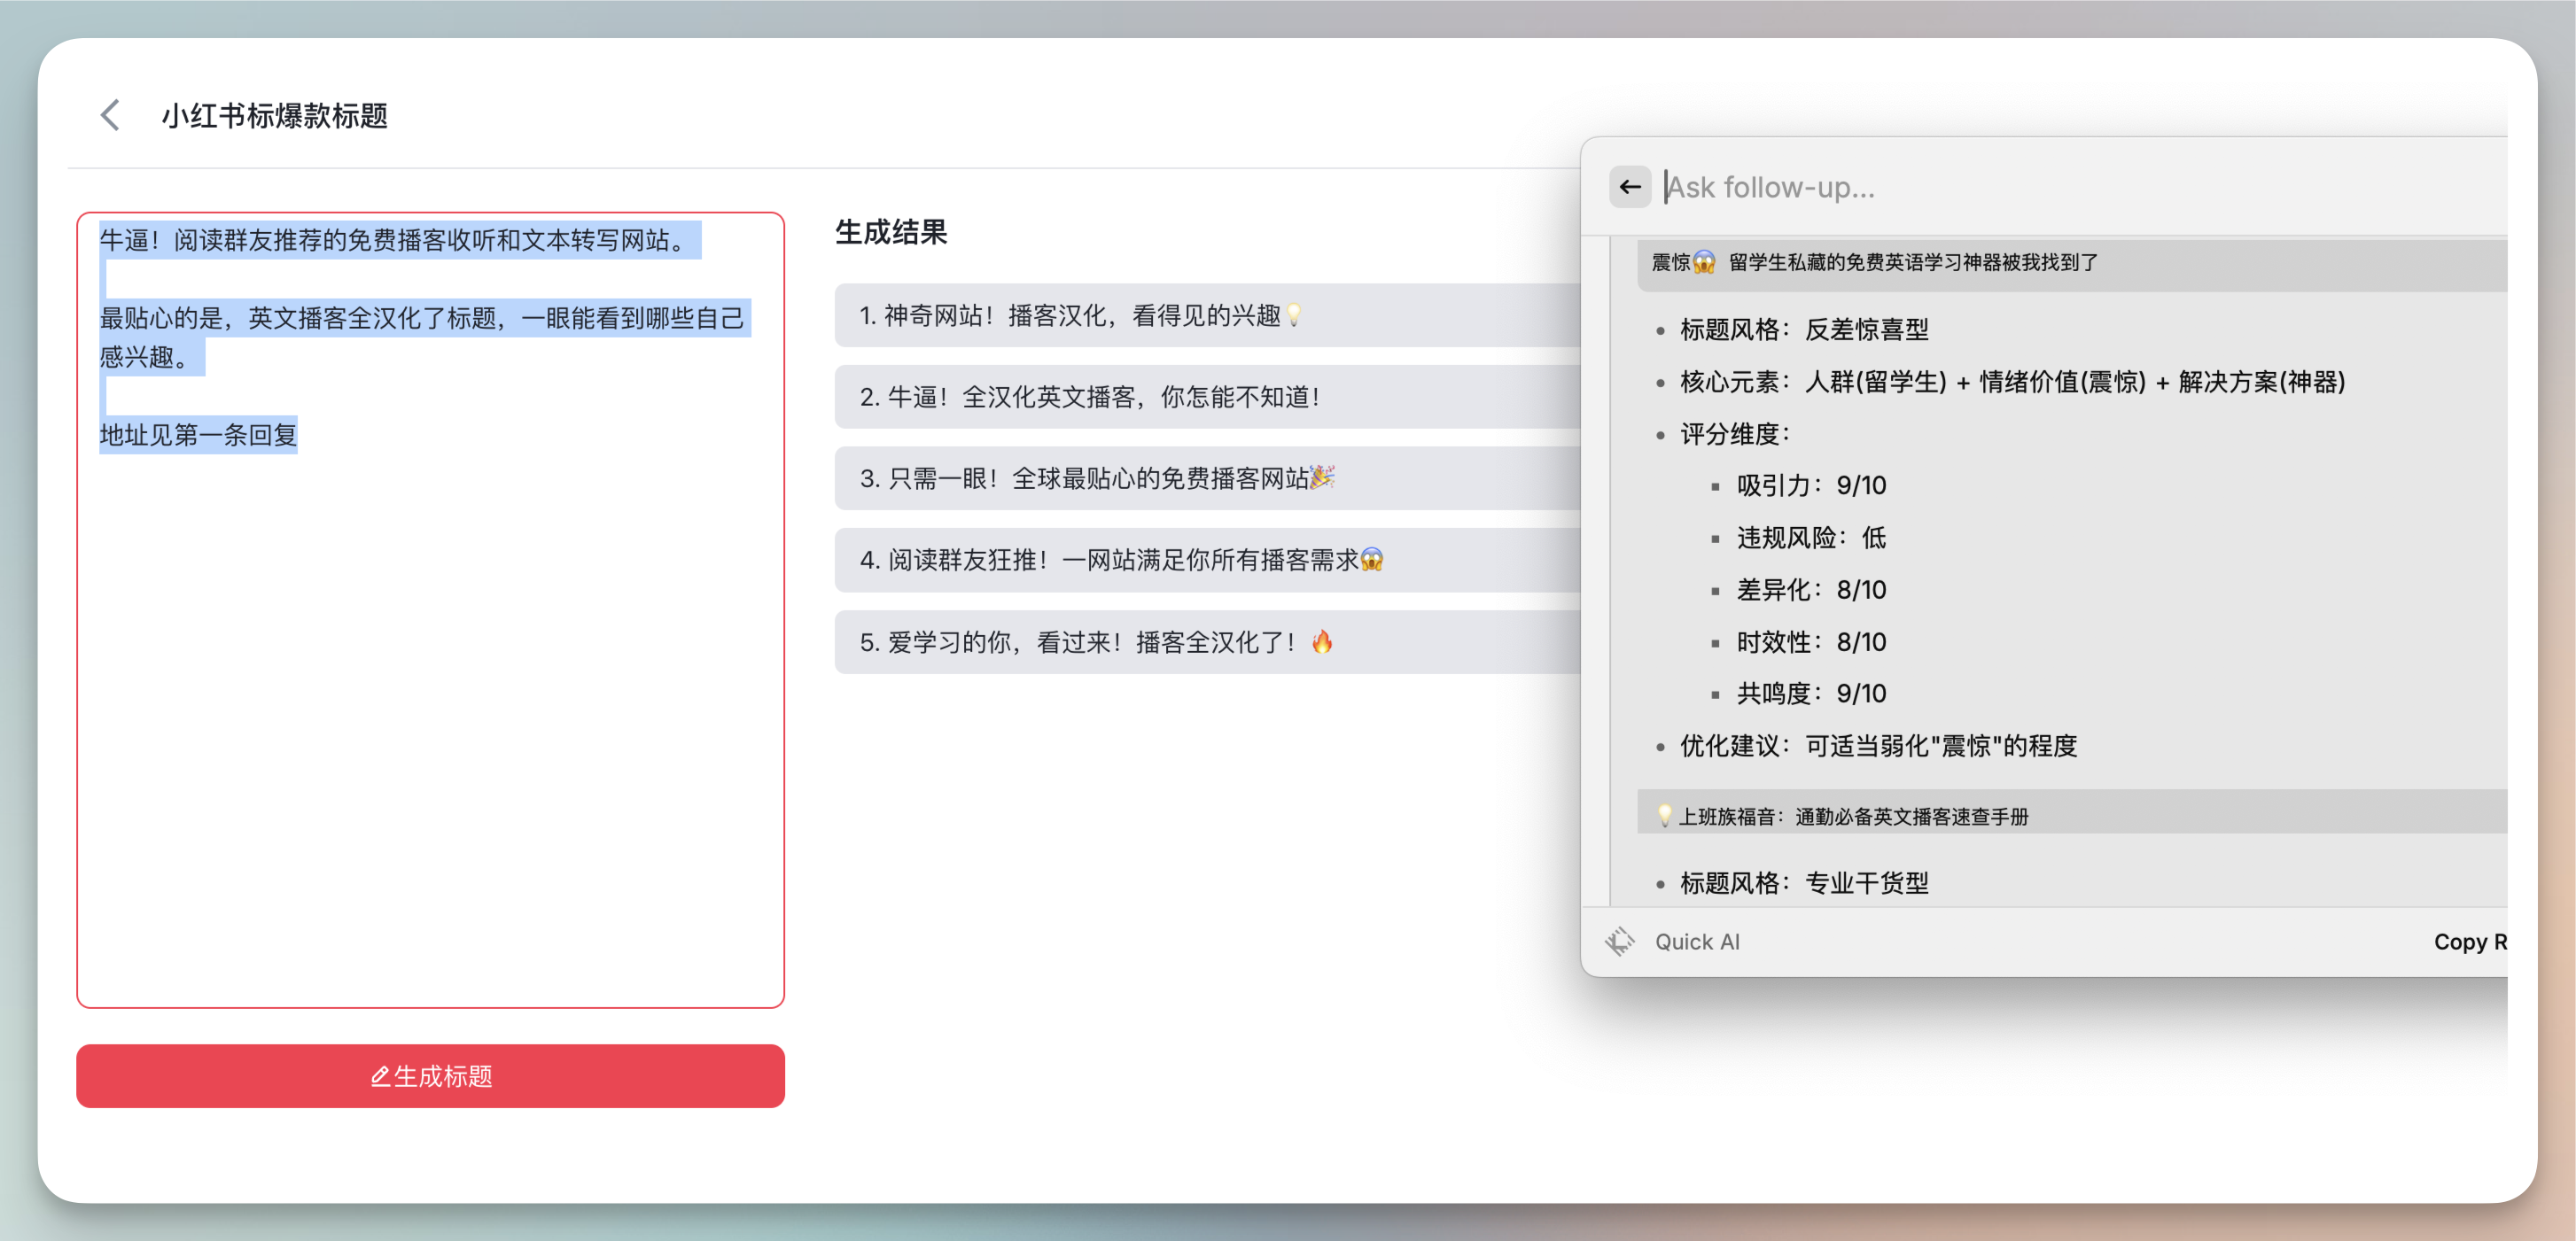 小红书标爆款标题
牛逼！阅读群友推荐的免费播客收听和文本转写网站。
最贴心的是，英文播客全汉化了标题，一眼能看到哪些自己
感兴趣。
地址见第一条回复
生成标题
生成结果
1. 神奇网站！播客汉化，看得见的兴趣💡
2. 牛逼！全汉化英文播客，你怎能不知道！
3. 只需一眼！全球最贴心的免费播客网站🎉
4. 阅读群友狂推！一网站满足你所有播客需求😱
5. 爱学习的你，看过来！播客全汉化了！🔥
Ask follow-up...
震惊😱 留学生私藏的免费英语学习神器被我找到了
• 标题风格：反差惊喜型
• 核心元素：人群(留学生) + 情绪价值(震惊) + 解决方案(神器)
• 评分维度：
▪ 吸引力：9/10
▪ 违规风险：低
▪ 差异化：8/10
▪ 时效性：8/10
▪ 共鸣度：9/10
• 优化建议：可适当弱化"震惊"的程度
💡上班族福音：通勤必备英文播客速查手册
• 标题风格：专业干货型
Quick AI
Copy R